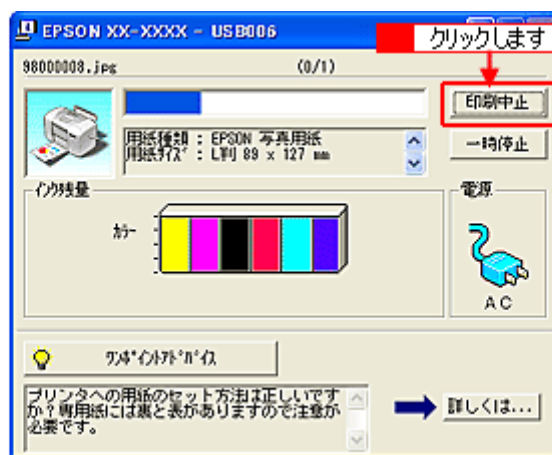 EPSON XX-XXXX - USB006
クリックします
98000008.jpg (0/1)
印刷中止
用紙種類 : EPSON 写真用紙
用紙ｻｲｽﾞ : L判 89 x 127 mm
一時停止
ｲﾝｸ残量
電源
ｶﾗｰ
AC
ﾜﾝﾎﾟｲﾝﾄｱﾄﾞﾊﾞｲｽ
プリンタへの用紙のセット方法は正しいです
か？専用紙には裏と表がありますので注意が
必要です。
詳しくは...